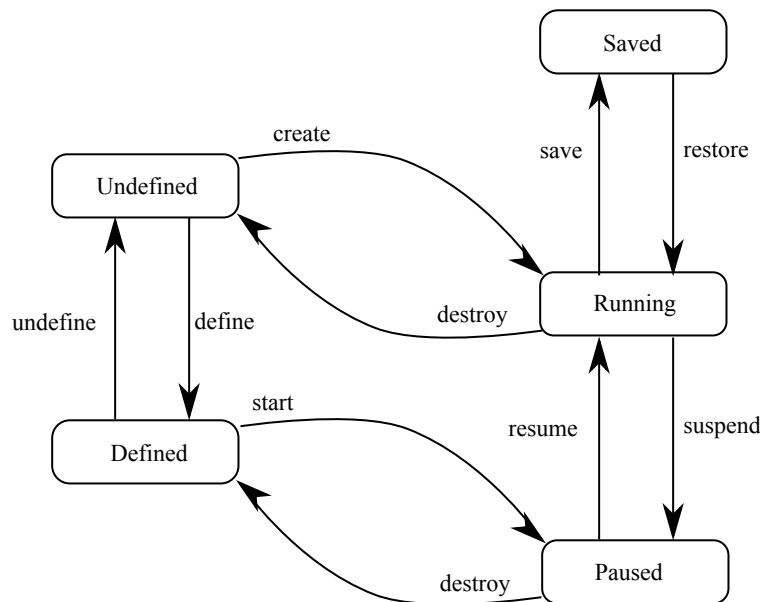 Saved
create
save
restore
Undefined
Running
destroy
undefine
define
start
resume
suspend
Defined
Paused
destroy